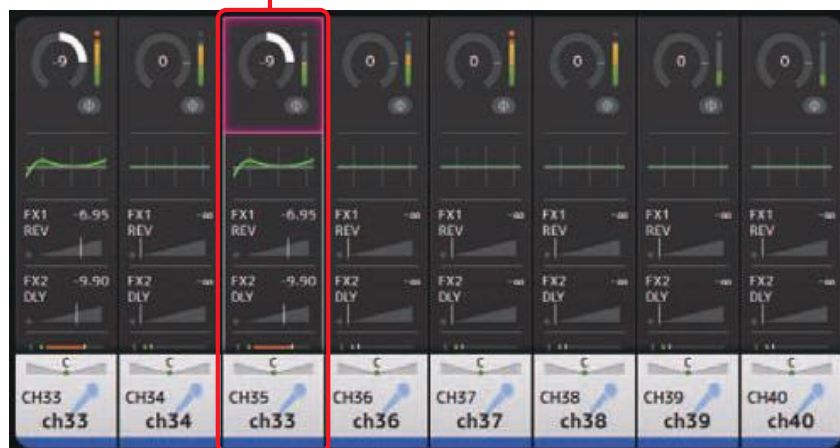 -9 0 -9 0 0 0 0 0
FX1 -6.95 FX1 -∞ FX1 -6.95 FX1 -∞ FX1 -∞ FX1 -∞ FX1 -∞ FX1 -∞
REV REV REV REV REV REV REV REV
FX2 -9.90 FX2 -∞ FX2 -9.90 FX2 -∞ FX2 -∞ FX2 -∞ FX2 -∞ FX2 -∞
DLY DLY DLY DLY DLY DLY DLY DLY
C C C C C C C C
CH33 CH34 CH35 CH36 CH37 CH38 CH39 CH40
ch33 ch34 ch33 ch36 ch37 ch38 ch39 ch40